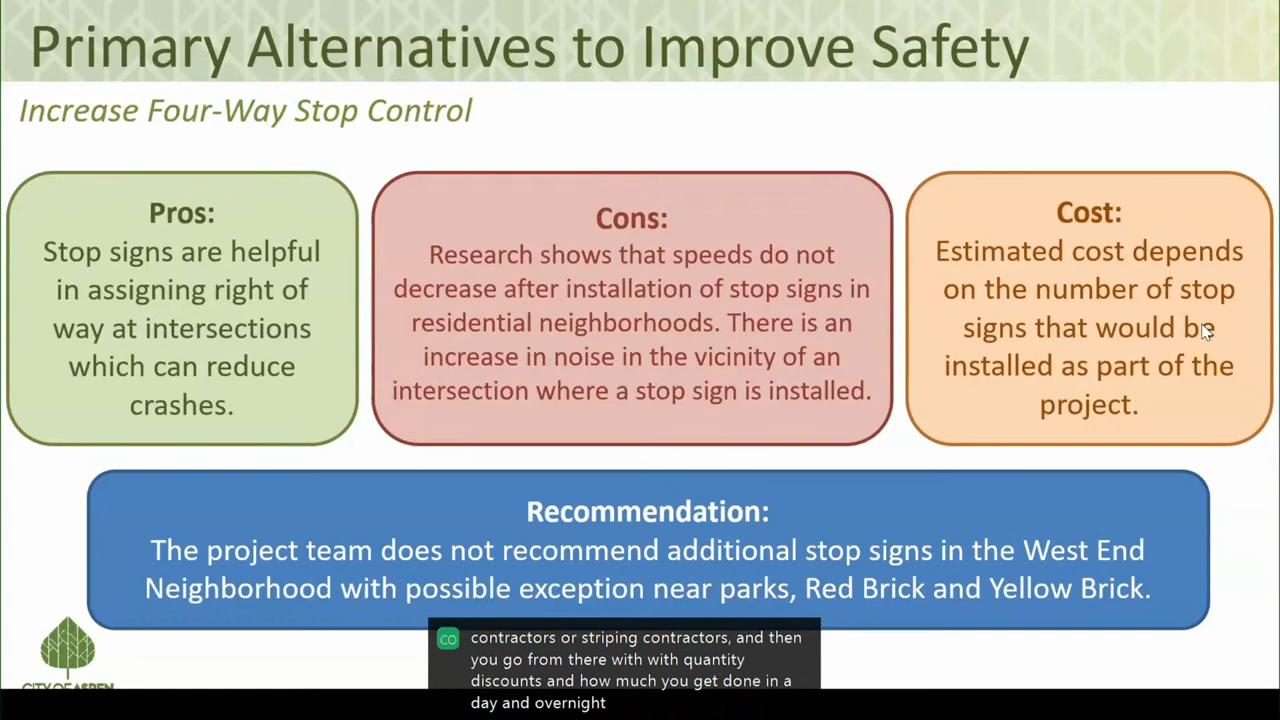 Primary Alternatives to Improve Safety
Increase Four-Way Stop Control
Pros:
Stop signs are helpful
in assigning right of
way at intersections
which can reduce
crashes.
Cons:
Research shows that speeds do not
decrease after installation of stop signs in
residential neighborhoods. There is an
increase in noise in the vicinity of an
intersection where a stop sign is installed.
Cost:
Estimated cost depends
on the number of stop
signs that would be
installed as part of the
project.
Recommendation:
The project team does not recommend additional stop signs in the West End
Neighborhood with possible exception near parks, Red Brick and Yellow Brick.
CITY OF ASPEN
CO
contractors or striping contractors, and then
you go from there with with quantity
discounts and how much you get done in a
day and overnight